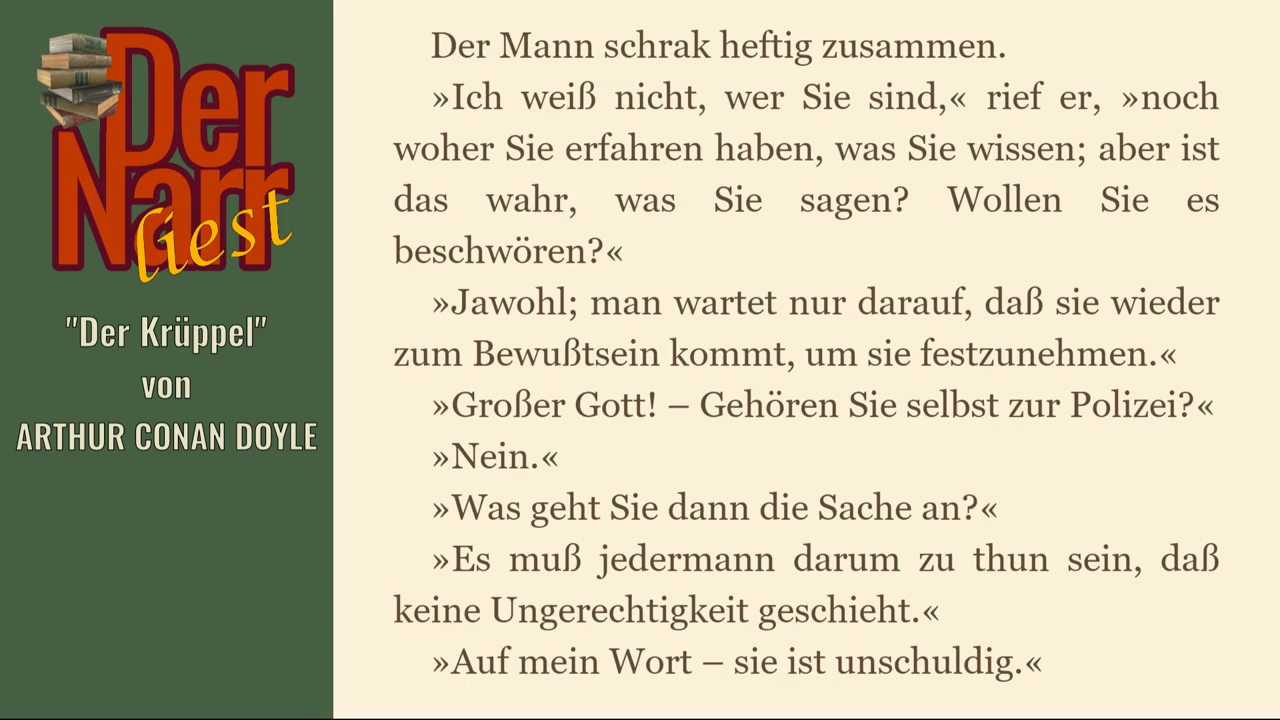 Der
Narr
liest
"Der Krüppel"
von
ARTHUR CONAN DOYLE
Der Mann schrak heftig zusammen.
»Ich weiß nicht, wer Sie sind,« rief er, »noch
woher Sie erfahren haben, was Sie wissen; aber ist
das wahr, was Sie sagen? Wollen Sie es
beschwören?«
»Jawohl; man wartet nur darauf, daß sie wieder
zum Bewußtsein kommt, um sie festzunehmen.«
»Großer Gott! – Gehören Sie selbst zur Polizei?«
»Nein.«
»Was geht Sie dann die Sache an?«
»Es muß jedermann darum zu thun sein, daß
keine Ungerechtigkeit geschieht.«
»Auf mein Wort – sie ist unschuldig.«